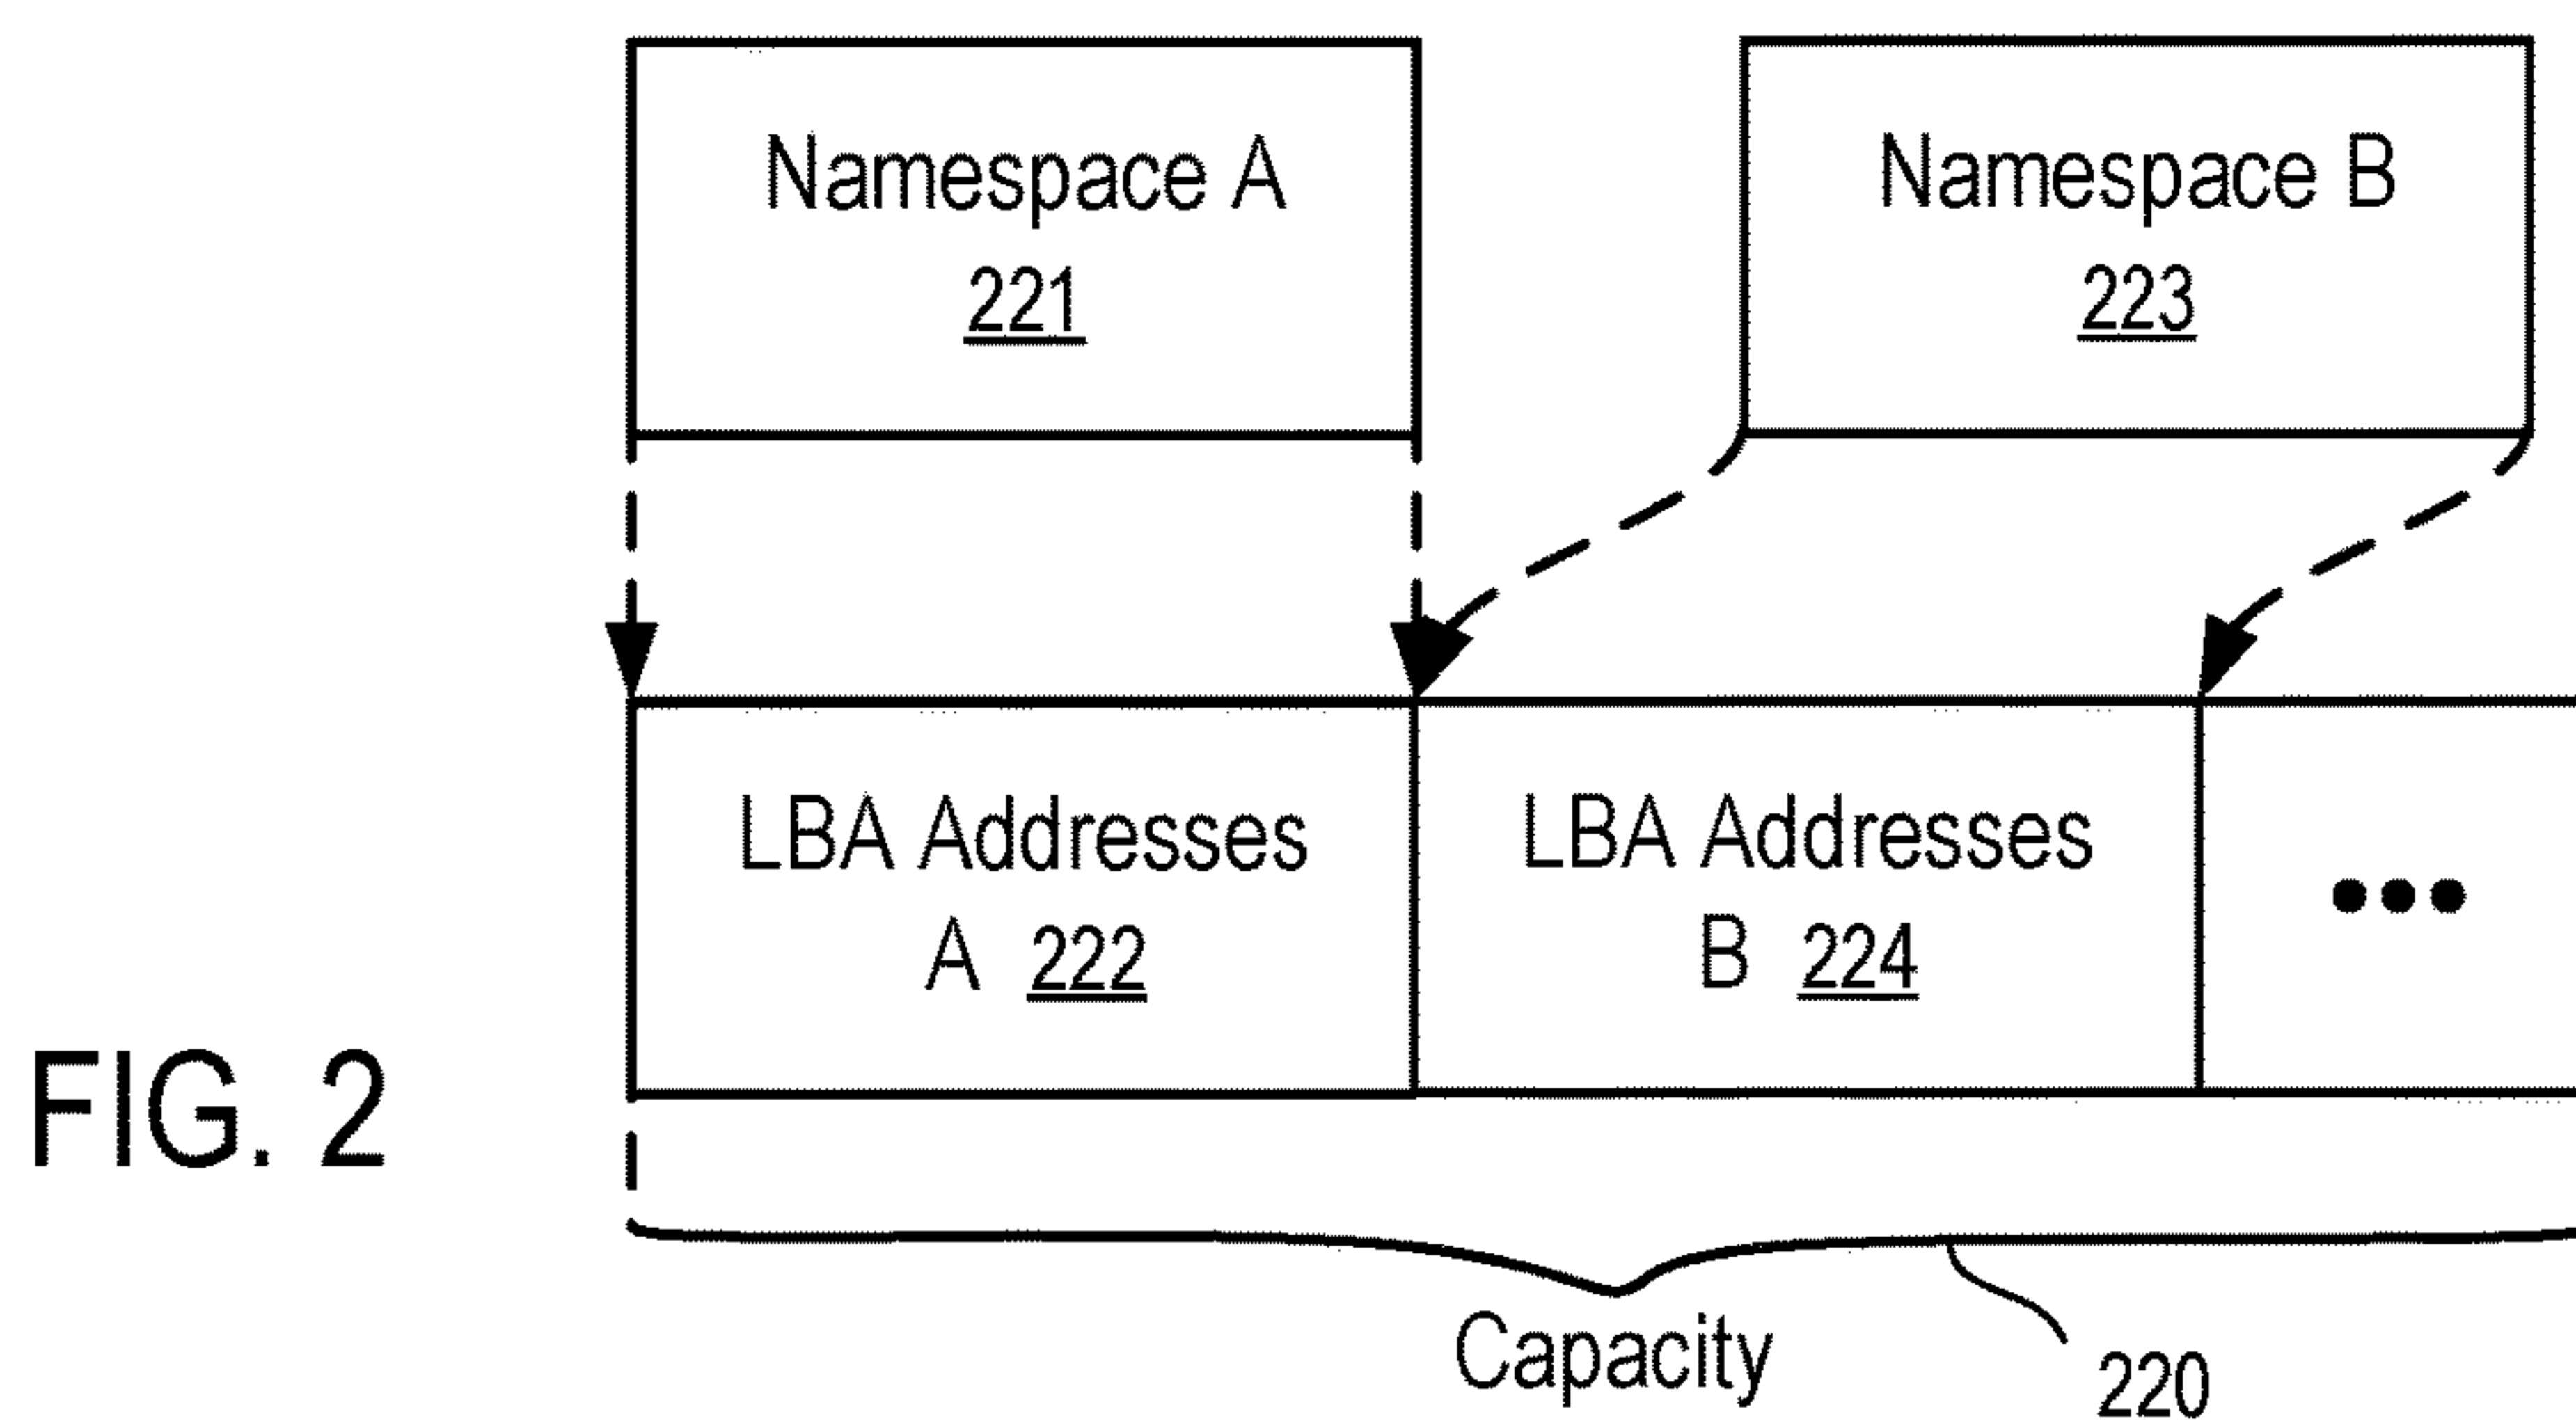 Namespace A
221
Namespace B
223
LBA Addresses
A 222
LBA Addresses
B 224
FIG. 2
Capacity
220